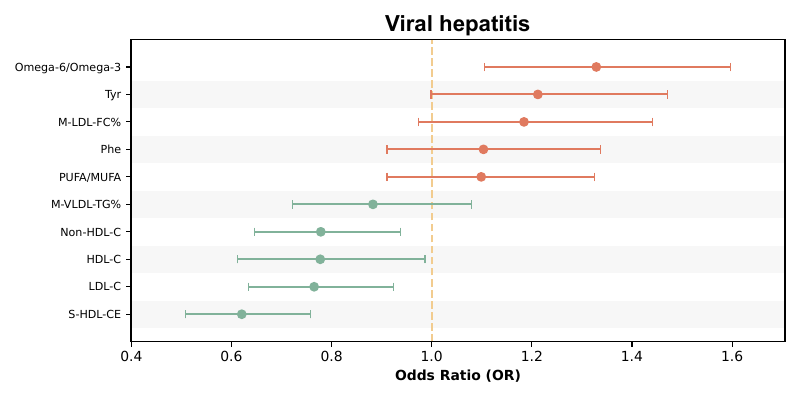 Viral hepatitis
Omega-6/Omega-3
Tyr
M-LDL-FC%
Phe
PUFA/MUFA
M-VLDL-TG%
Non-HDL-C
HDL-C
LDL-C
S-HDL-CE
0.4 0.6 0.8 1.0 1.2 1.4 1.6
Odds Ratio (OR)